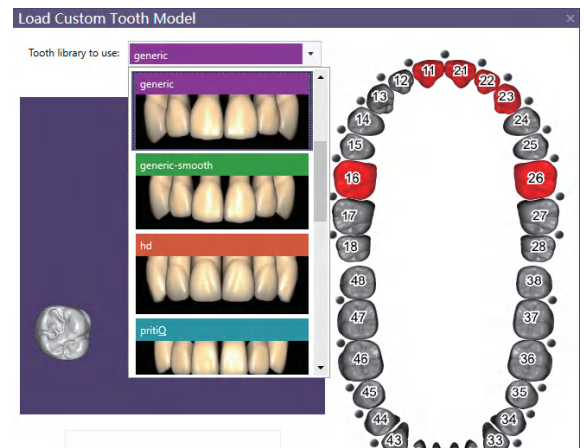 Load Custom Tooth Model
Tooth library to use:
generic
generic
generic-smooth
hd
pritiQ
11 21
12 22
13 23
14 24
15 25
16 26
17 27
18 28
48 38
47 37
46 36
45 35
44 34
43 33